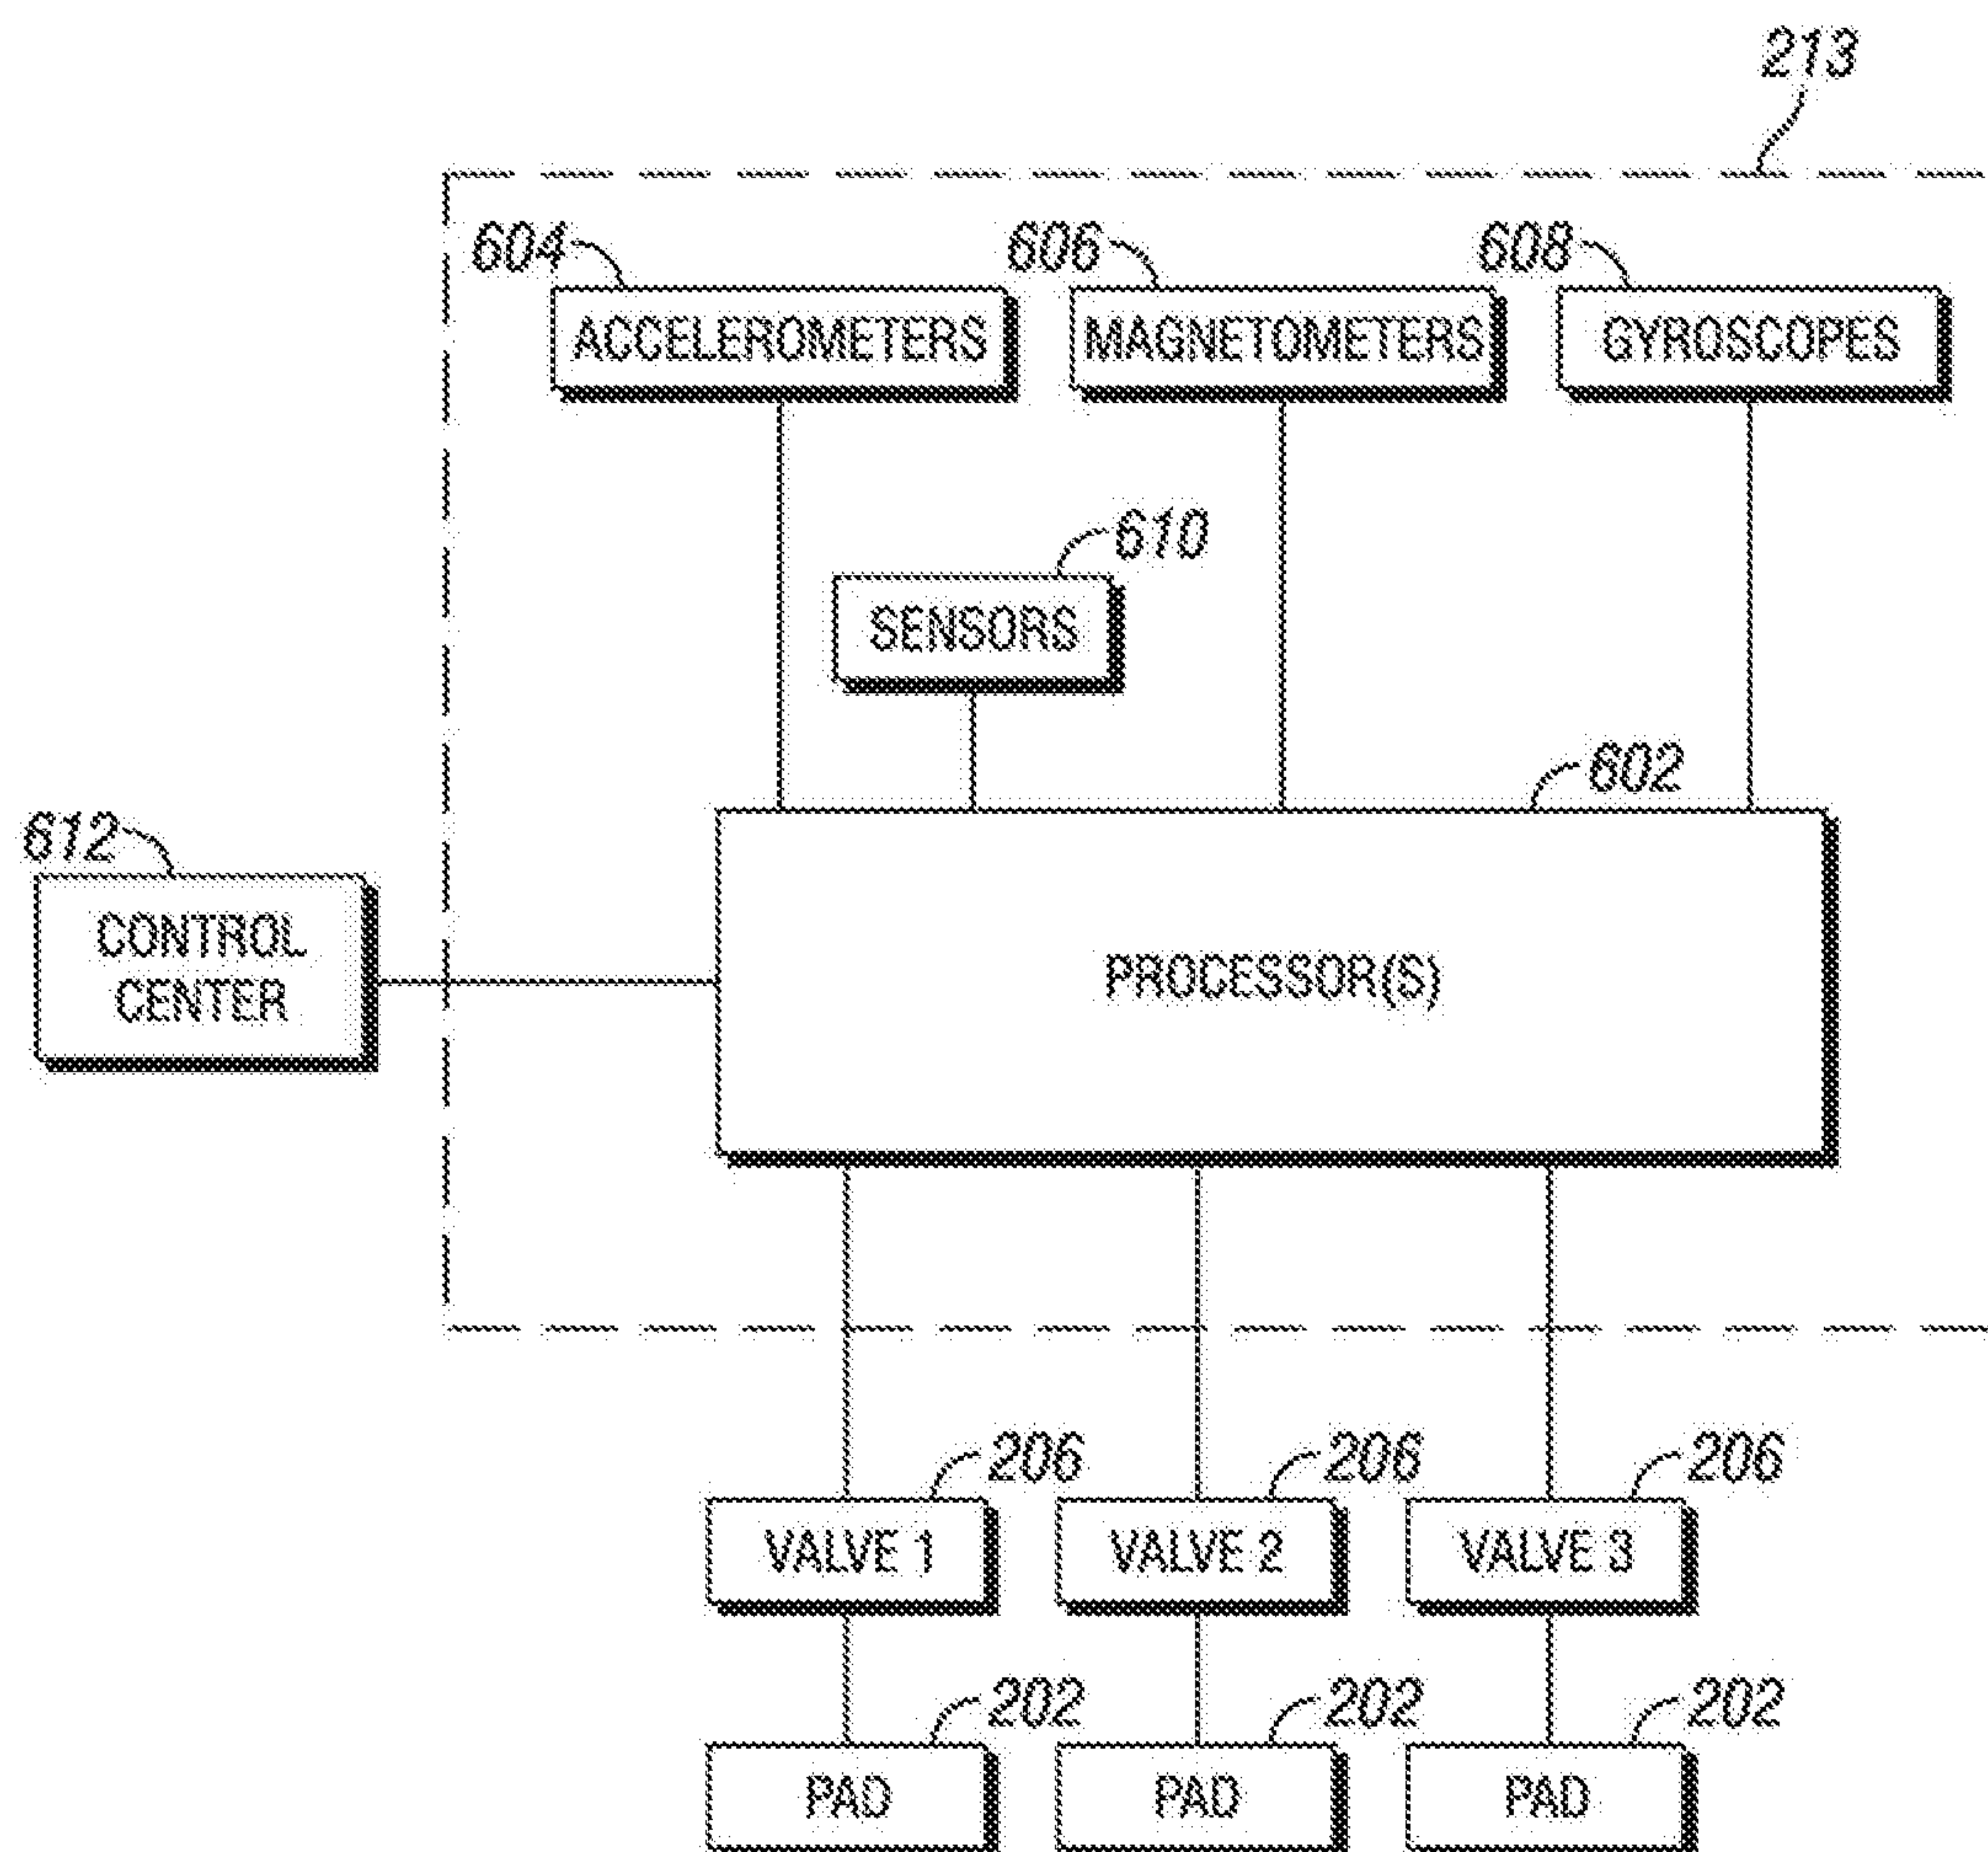 213
604 606 608
ACCELEROMETERS MAGNETOMETERS GYROSCOPES
610
SENSORS
602
612
CONTROL
CENTER
PROCESSOR(S)
206 206 206
VALVE 1 VALVE 2 VALVE 3
202 202 202
PAD PAD PAD